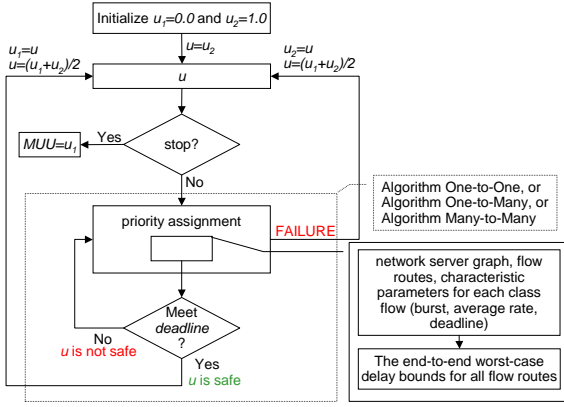 Initialize u1=0.0 and u2=1.0
u=u2
u1=u
u=(u1+u2)/2
u2=u
u=(u1+u2)/2
u
stop?
Yes
MUU=u1
No
Algorithm One-to-One, or
Algorithm One-to-Many, or
Algorithm Many-to-Many
priority assignment
FAILURE
network server graph, flow
routes, characteristic
parameters for each class
flow (burst, average rate,
deadline)
Meet
deadline
?
No
u is not safe
Yes
u is safe
The end-to-end worst-case
delay bounds for all flow routes